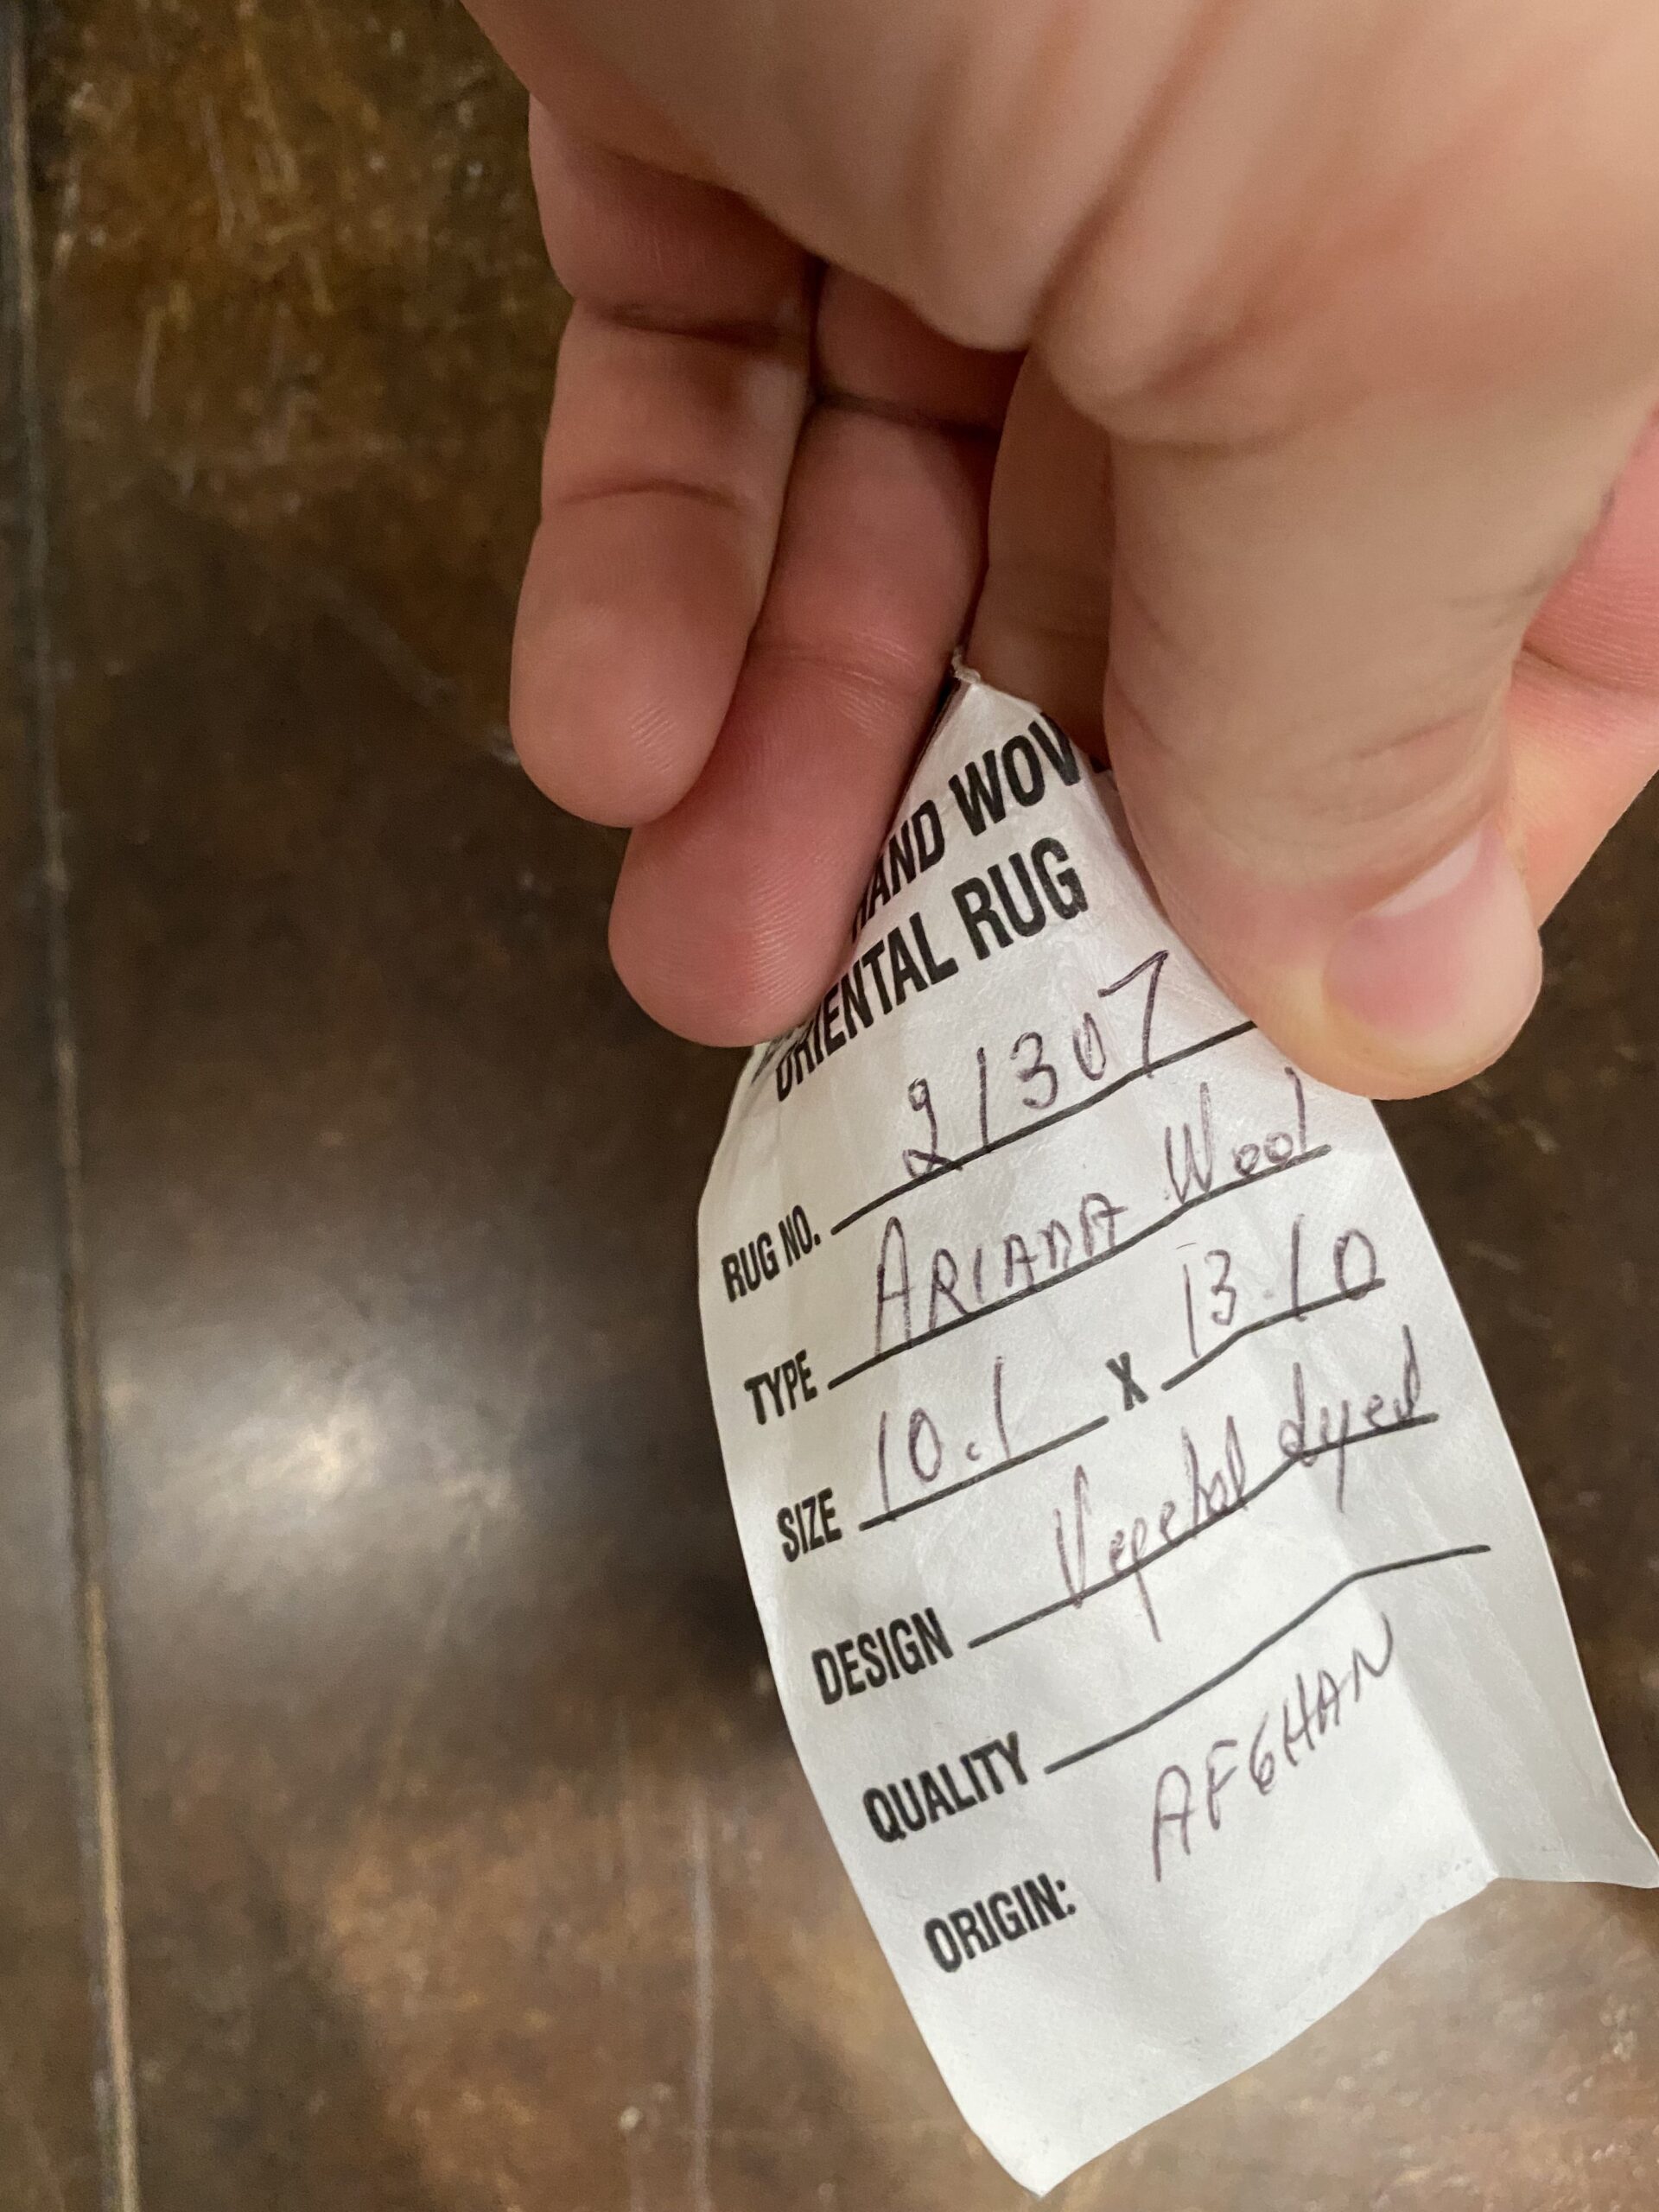 HAND WOV
ORIENTAL RUG
RUG NO. 21307
TYPE ARIANA Wool
SIZE 10.1 X 13.10
DESIGN Vegetal dyed
QUALITY
ORIGIN: AFGHAN